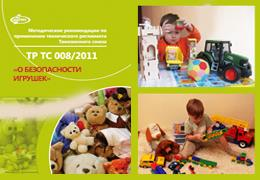 Методические рекомендации по
применению технического регламента
Таможенного союза
ТР ТС 008/2011
«О БЕЗОПАСНОСТИ
ИГРУШЕК»